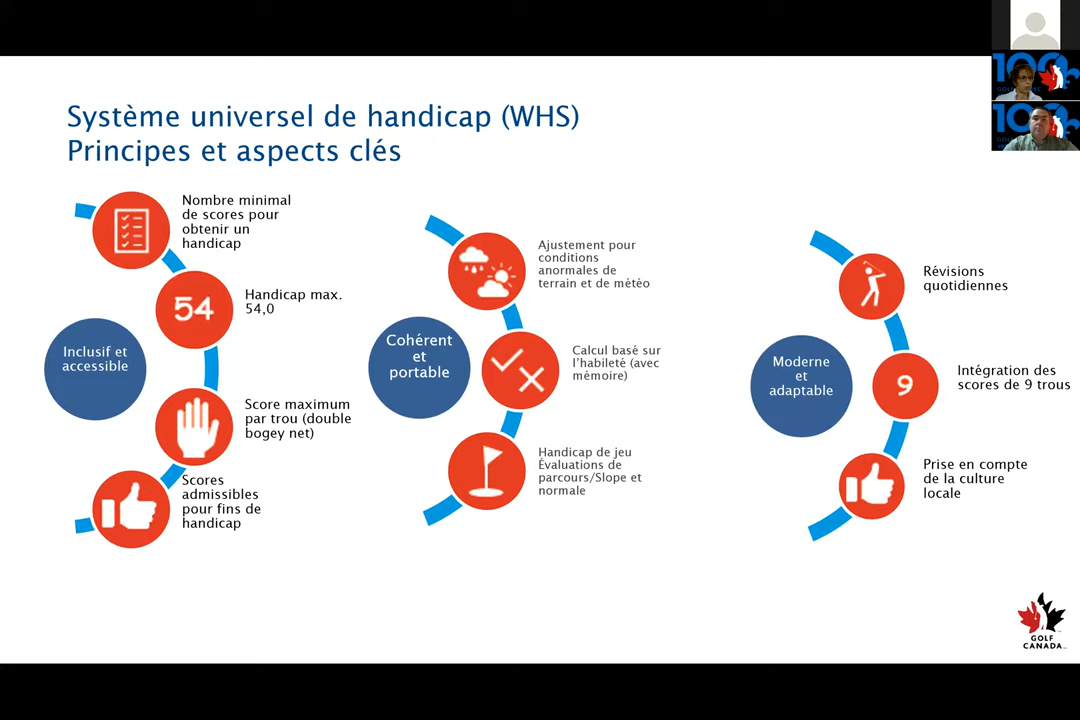 Système universel de handicap (WHS)
Principes et aspects clés
Inclusif et
accessible
Nombre minimal
de scores pour
obtenir un
handicap
54
Handicap max.
54,0
Score maximum
par trou (double
bogey net)
Scores
admissibles
pour fins de
handicap
Cohérent
et
portable
Ajustement pour
conditions
anormales de
terrain et de météo
Calcul basé sur
l’habileté (avec
mémoire)
Handicap de jeu
Évaluations de
parcours/Slope et
normale
Moderne
et
adaptable
Révisions
quotidiennes
9
Intégration des
scores de 9 trous
Prise en compte
de la culture
locale
GOLF
CANADA